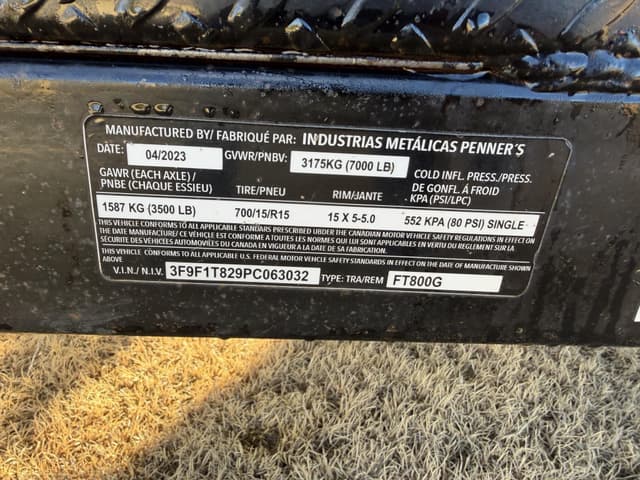 MANUFACTURED BY/ FABRIQUÉ PAR: INDUSTRIAS METÁLICAS PENNER'S
DATE: 04/2023 GVWR/PNBV: 3175KG (7000 LB) COLD INFL. PRESS./PRESS.
GAWR (EACH AXLE)/ DE GONFL. À FROID
PNBE (CHAQUE ESSIEU) TIRE/PNEU RIM/JANTE - KPA (PSI/LPC)
1587 KG (3500 LB) 700/15/R15 15 X 5-5.0 552 KPA (80 PSI) SINGLE
THIS VEHICLE CONFORMS TO ALL APPLICABLE STANDARDS PRESCRIBED UNDER THE CANADIAN MOTOR VEHICLE SAFETY REGULATIONS IN EFFECT ON
THE DATE OF MANUFACTURE/ CE VÉHICULE EST CONFORME A TOUTES LES NORMES QUI LUI SONT APPLICABLES EN VERTU DU RÈGLEMENT SUR LA
SÉCURITÉ DES VÉHICULES AUTOMOBILES DU CANADA EN VIGUEUR A LA DATE DE SA FABRICATION.
THIS VEHICLE CONFORMS TO ALL APPLICABLE U.S. FEDERAL MOTOR VEHICLE SAFETY STANDARDS IN EFFECT ON THE DATE OF MANUFACTURE SHOWN
ABOVE
V.I.N./ N.I.V. 3F9F1T829PC063032 TYPE: TRA/REM FT800G